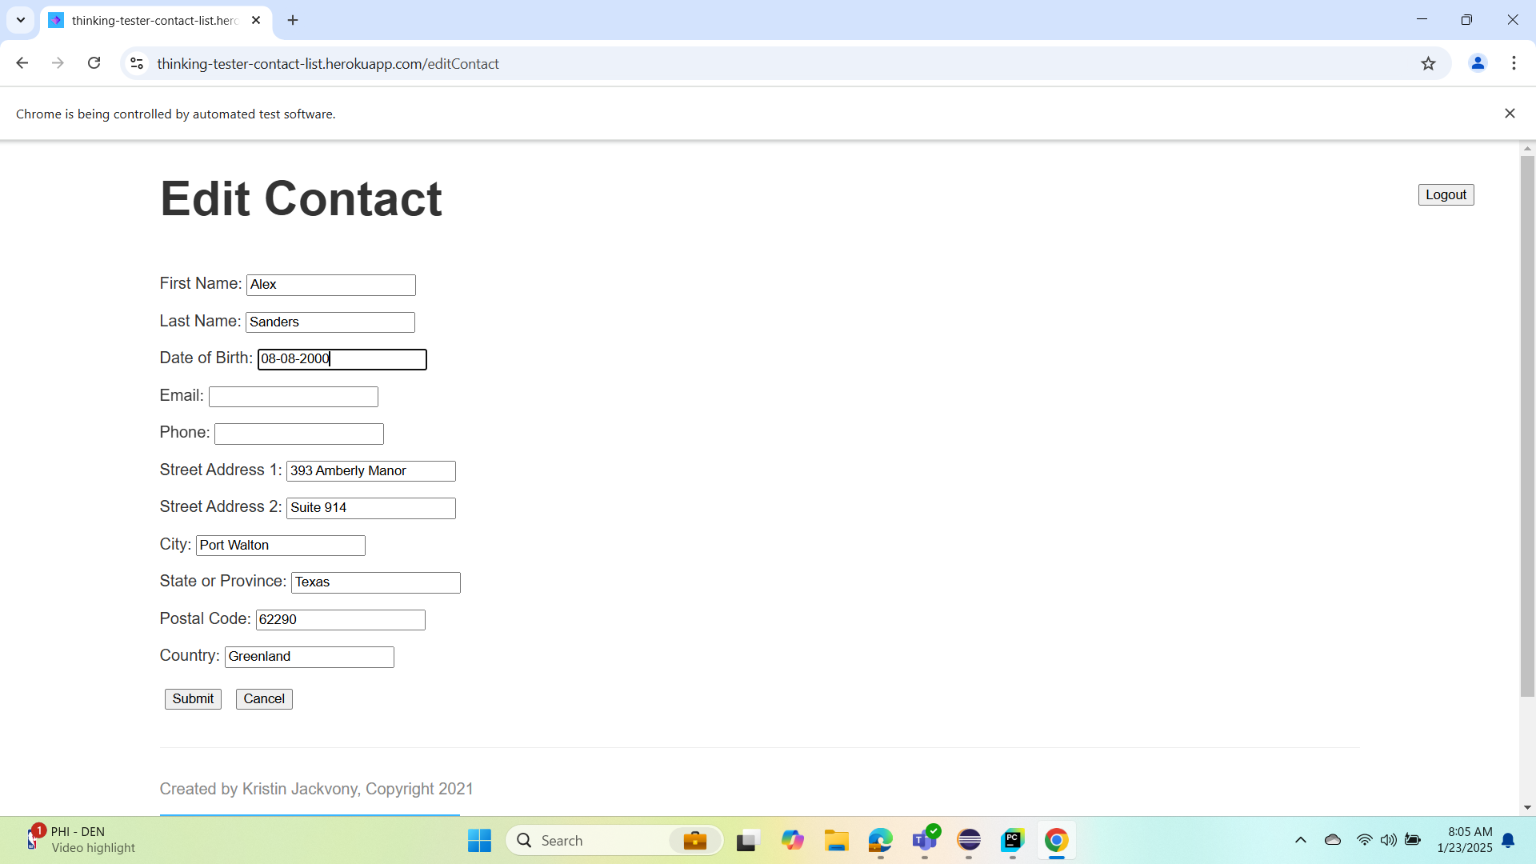 thinking-tester-contact-list.herc
thinking-tester-contact-list.herokuapp.com/editContact
Chrome is being controlled by automated test software.
Edit Contact
Logout
First Name: Alex
Last Name: Sanders
Date of Birth: 08-08-2000
Email:
Phone:
Street Address 1: 393 Amberly Manor
Street Address 2: Suite 914
City: Port Walton
State or Province: Texas
Postal Code: 62290
Country: Greenland
Submit Cancel
Created by Kristin Jackvony, Copyright 2021
1
PHI - DEN
Video highlight
Search
PC
8:05 AM
1/23/2025